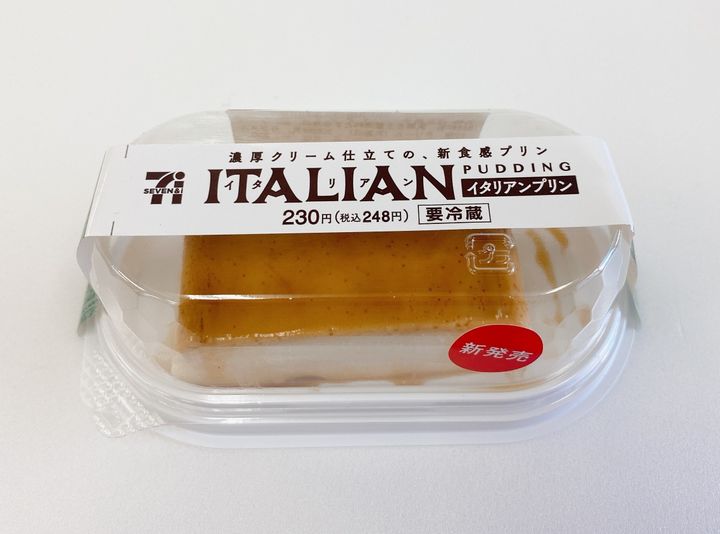 濃厚クリーム仕立ての、新食感プリン
SEVEN&i
ITALIAN PUDDING
イタリアン
イタリアンプリン
230円(税込248円) 要冷蔵
プラ
新発売